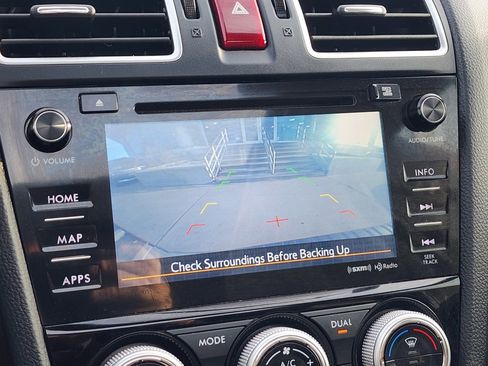 VOLUME
AUDIO/TUNE
HOME
INFO
MAP
APPS
SEEK
TRACK
Check Surroundings Before Backing Up
sxm
HD Radio
MODE
DUAL
A/C